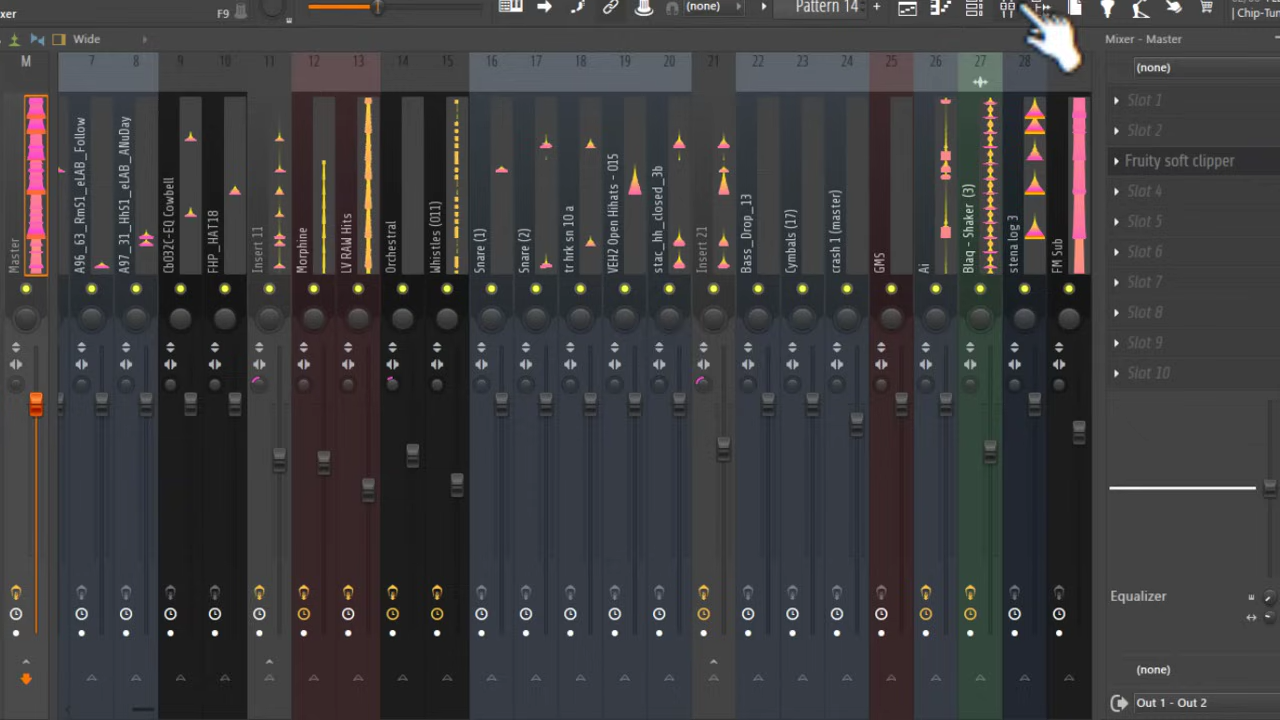 xer
F9
(none)
Pattern 14
+
| Chip-Tun
Wide
Mixer - Master
M
7
8
9
10
11
12
13
14
15
16
17
18
19
20
21
22
23
24
25
26
27
28
(none)
Master
A96_63_Rm51_eLAB_Follow
A97_31_Hh51_eLAB_ANuDay
Cb032C-EQ Cowbell
FHP_HAT18
Insert 11
Morphine
LV RAW Hits
Orchestral
Whistles (011)
Snare (1)
Snare (2)
tr hrk sn 10 a
VEH2 Open Hihats - 015
stac_hh_closed_3b
Insert 21
Bass_Drop_13
Cymbals (17)
crash 1 (master)
GMS
Ai
Blaq - Shaker (3)
stena log 3
FM Sub
Slot 1
Slot 2
Fruity soft clipper
Slot 4
Slot 5
Slot 6
Slot 7
Slot 8
Slot 9
Slot 10
Equalizer
(none)
Out 1 - Out 2